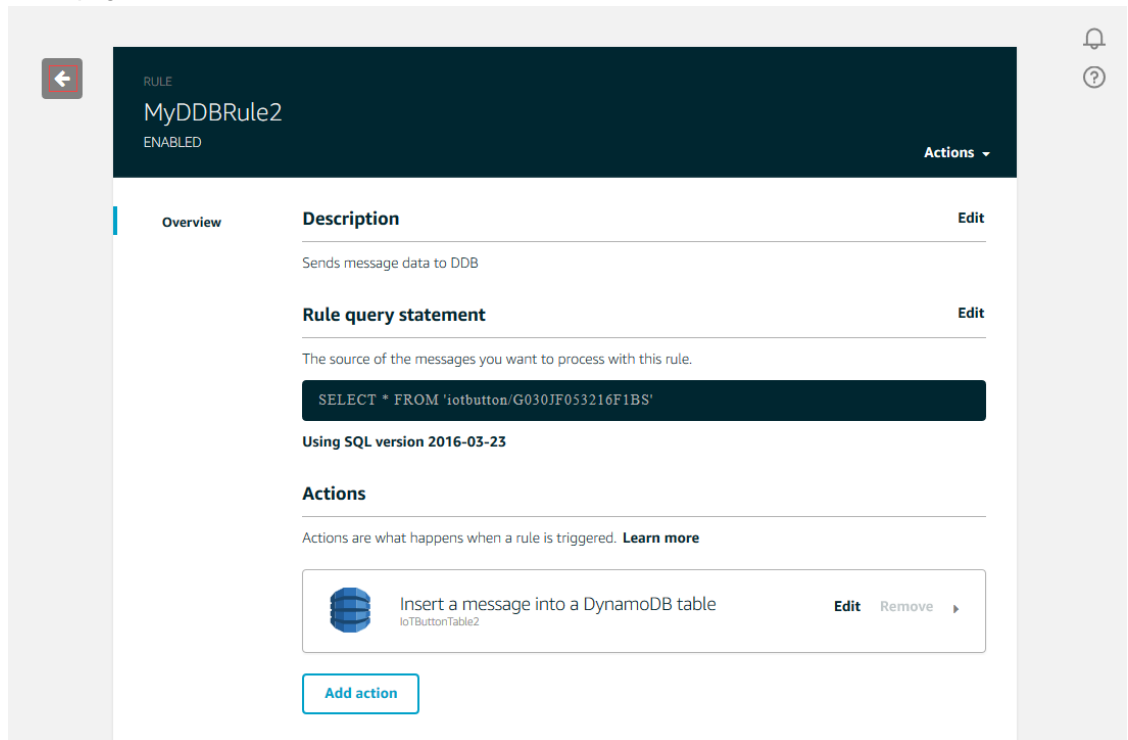 RULE
MyDDBRule2
ENABLED
Actions
Overview
Description
Edit
Sends message data to DDB
Rule query statement
Edit
The source of the messages you want to process with this rule.
SELECT * FROM 'iotbutton/G030JF053216F1BS'
Using SQL version 2016-03-23
Actions
Actions are what happens when a rule is triggered. Learn more
Insert a message into a DynamoDB table
IoTButtonTable2
Edit Remove
Add action